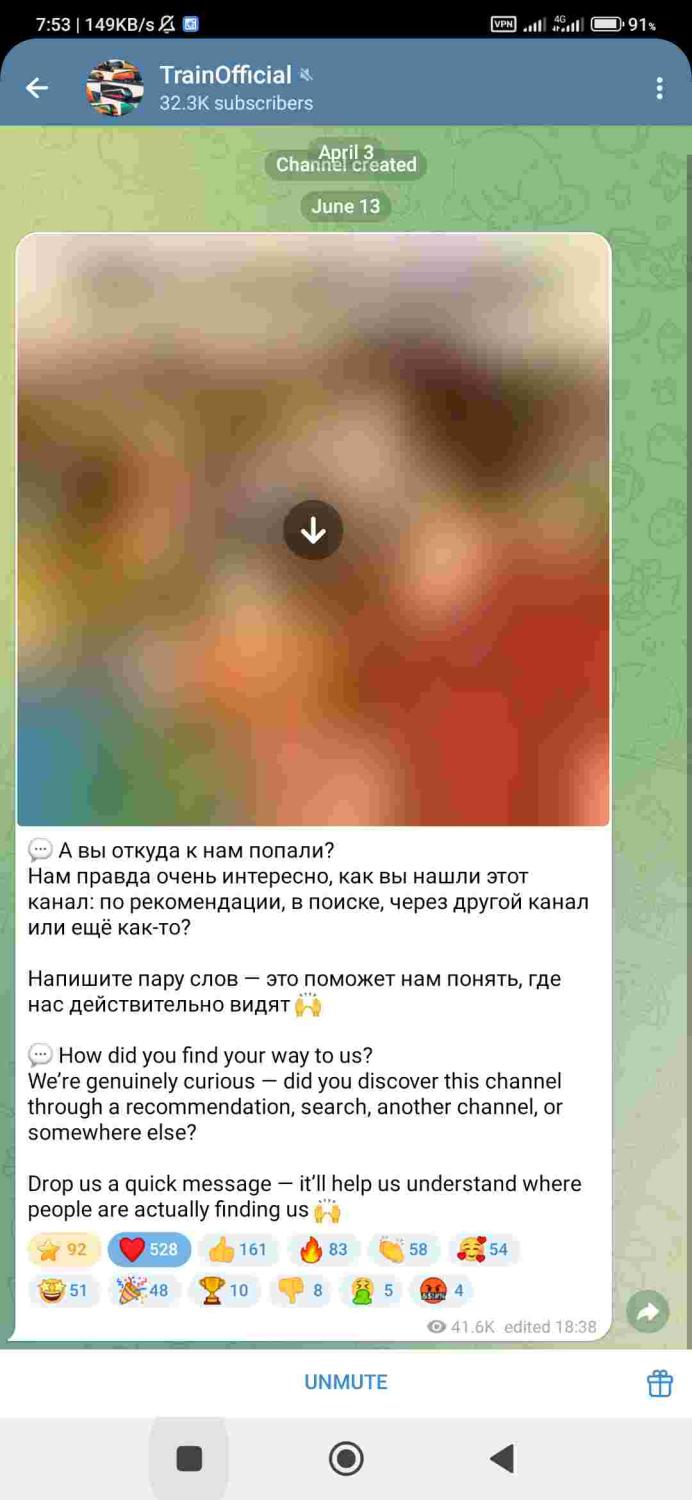 7:53 | 149KB/s
VPN 4G 91%
TrainOfficial
32.3K subscribers
April 3
Channel created
June 13
💬 А вы откуда к нам попали?
Нам правда очень интересно, как вы нашли этот
канал: по рекомендации, в поиске, через другой канал
или ещё как-то?
Напишите пару слов — это поможет нам понять, где
нас действительно видят 🙌
💬 How did you find your way to us?
We're genuinely curious — did you discover this channel
through a recommendation, search, another channel, or
somewhere else?
Drop us a quick message — it'll help us understand where
people are actually finding us 🙌
⭐ 92 ❤️ 528 👍 161 🔥 83 👏 58 🥰 54
🤩 51 🎉 48 🏆 10 👎 8 🤮 5 🤬 4
41.6K edited 18:38
UNMUTE